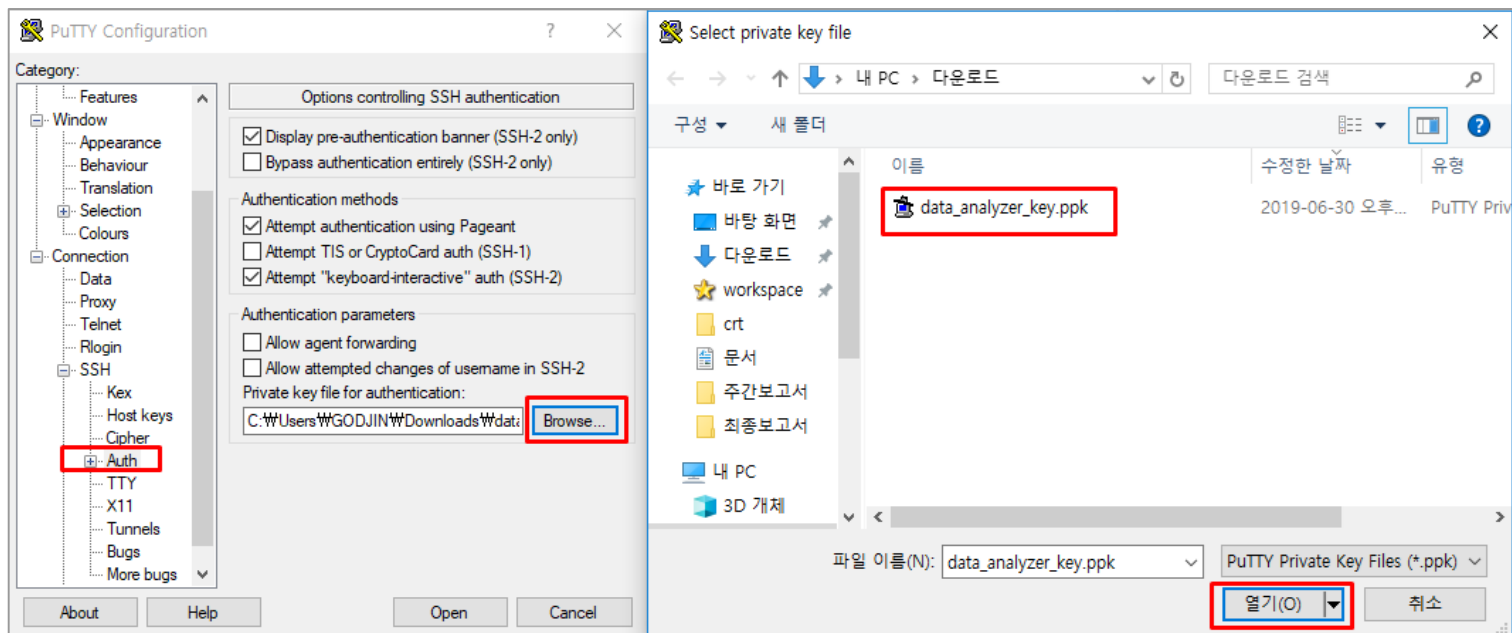 PuTTY Configuration
Category:
Features
Window
Appearance
Behaviour
Translation
Selection
Colours
Connection
Data
Proxy
Telnet
Rlogin
SSH
Kex
Host keys
Cipher
Auth
TTY
X11
Tunnels
Bugs
More bugs
Options controlling SSH authentication
Display pre-authentication banner (SSH-2 only)
Bypass authentication entirely (SSH-2 only)
Authentication methods
Attempt authentication using Pageant
Attempt TIS or CryptoCard auth (SSH-1)
Attempt "keyboard-interactive" auth (SSH-2)
Authentication parameters
Allow agent forwarding
Allow attempted changes of username in SSH-2
Private key file for authentication:
C:₩Users₩GODJIN₩Downloads₩data Browse...
About Help Open Cancel
Select private key file
내 PC > 다운로드 다운로드 검색
구성 새 폴더
이름 수정한 날짜 유형
data_analyzer_key.ppk 2019-06-30 오후... PuTTY Priv
바로 가기
바탕 화면
다운로드
workspace
crt
문서
주간보고서
최종보고서
내 PC
3D 개체
파일 이름(N): data_analyzer_key.ppk PuTTY Private Key Files (*.ppk)
열기(O) 취소